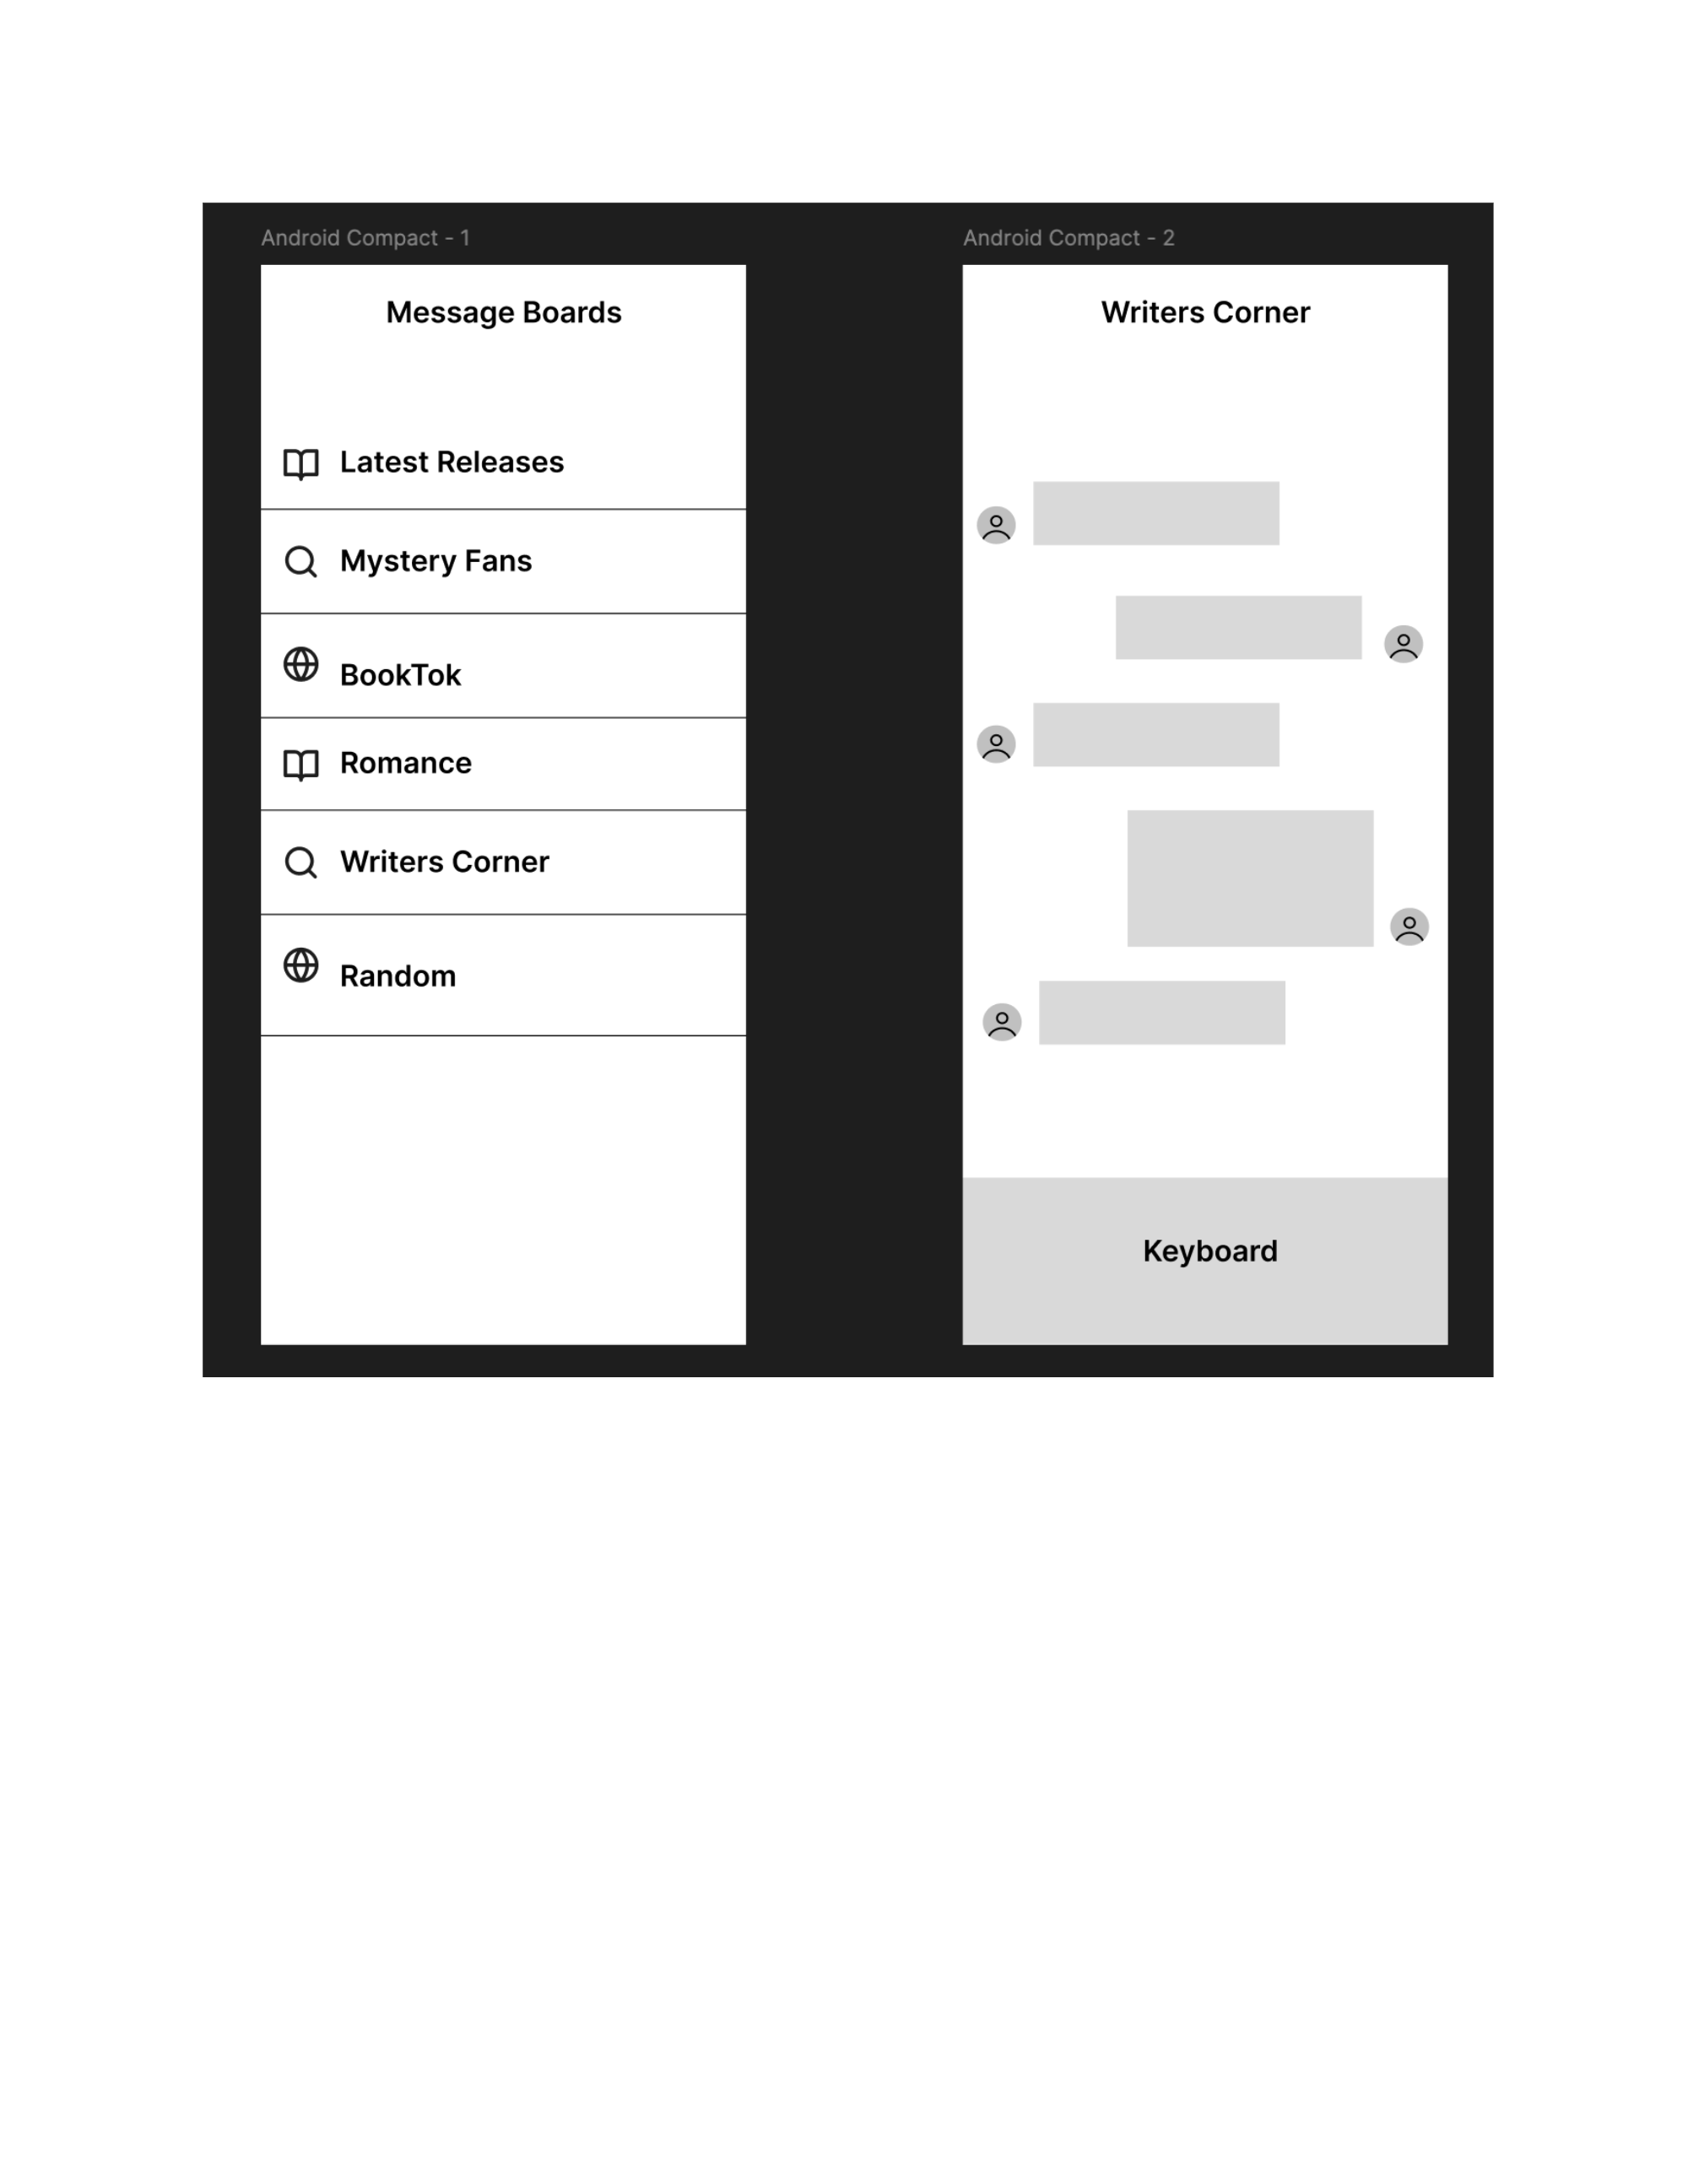 Android Compact - 1
Message Boards
Latest Releases
Mystery Fans
BookTok
Romance
Writers Corner
Random
Android Compact - 2
Writers Corner
Keyboard